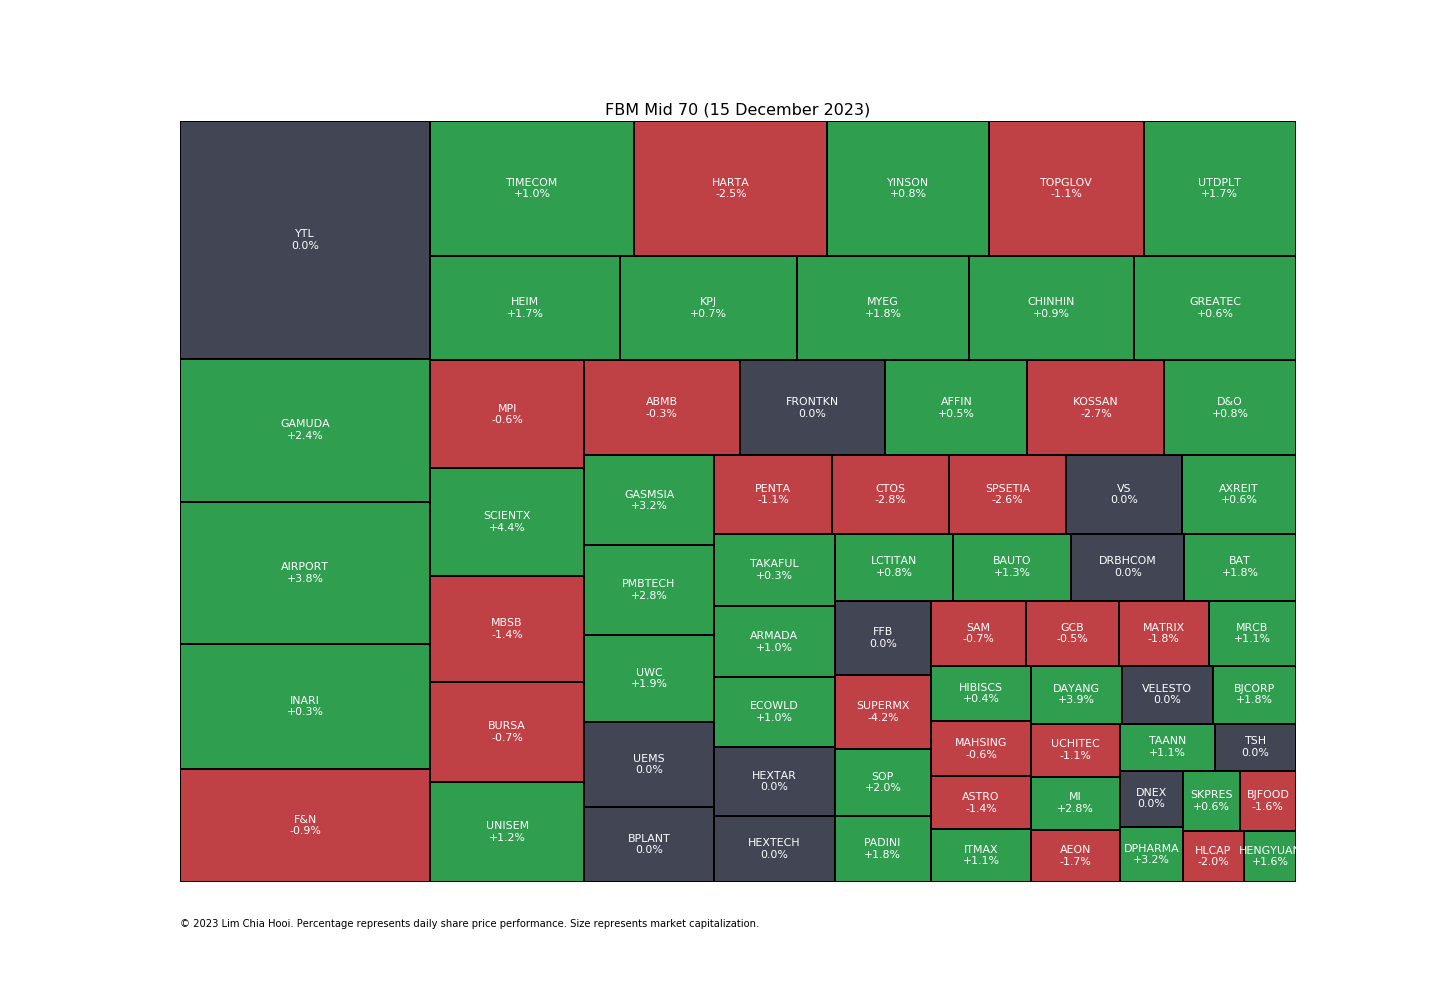 FBM Mid 70 (15 December 2023)
YTL
0.0%
GAMUDA
+2.4%
AIRPORT
+3.8%
INARI
+0.3%
F&N
-0.9%
TIMECOM
+1.0%
HARTA
-2.5%
YINSON
+0.8%
TOPGLOV
-1.1%
UTDPLT
+1.7%
HEIM
+1.7%
KPJ
+0.7%
MYEG
+1.8%
CHINHIN
+0.9%
GREATEC
+0.6%
MPI
-0.6%
SCIENTX
+4.4%
MBSB
-1.4%
BURSA
-0.7%
UNISEM
+1.2%
ABMB
-0.3%
FRONTKN
0.0%
AFFIN
+0.5%
KOSSAN
-2.7%
D&O
+0.8%
GASMSIA
+3.2%
PMBTECH
+2.8%
UWC
+1.9%
UEMS
0.0%
BPLANT
0.0%
PENTA
-1.1%
CTOS
-2.8%
SPSETIA
-2.6%
VS
0.0%
AXREIT
+0.6%
TAKAFUL
+0.3%
ARMADA
+1.0%
ECOWLD
+1.0%
HEXTAR
0.0%
HEXTECH
0.0%
LCTITAN
+0.8%
BAUTO
+1.3%
DRBHCOM
0.0%
BAT
+1.8%
FFB
0.0%
SUPERMX
-4.2%
SOP
+2.0%
PADINI
+1.8%
SAM
-0.7%
GCB
-0.5%
MATRIX
-1.8%
MRCB
+1.1%
HIBISCS
+0.4%
MAHSING
-0.6%
ASTRO
-1.4%
ITMAX
+1.1%
DAYANG
+3.9%
VELESTO
0.0%
BJCORP
+1.8%
UCHITEC
-1.1%
MI
+2.8%
AEON
-1.7%
TAANN
+1.1%
TSH
0.0%
DNEX
0.0%
DPHARMA
+3.2%
SKPRES
+0.6%
BJFOOD
-1.6%
HLCAP
-2.0%
HENGYUAN
+1.6%
© 2023 Lim Chia Hooi. Percentage represents daily share price performance. Size represents market capitalization.